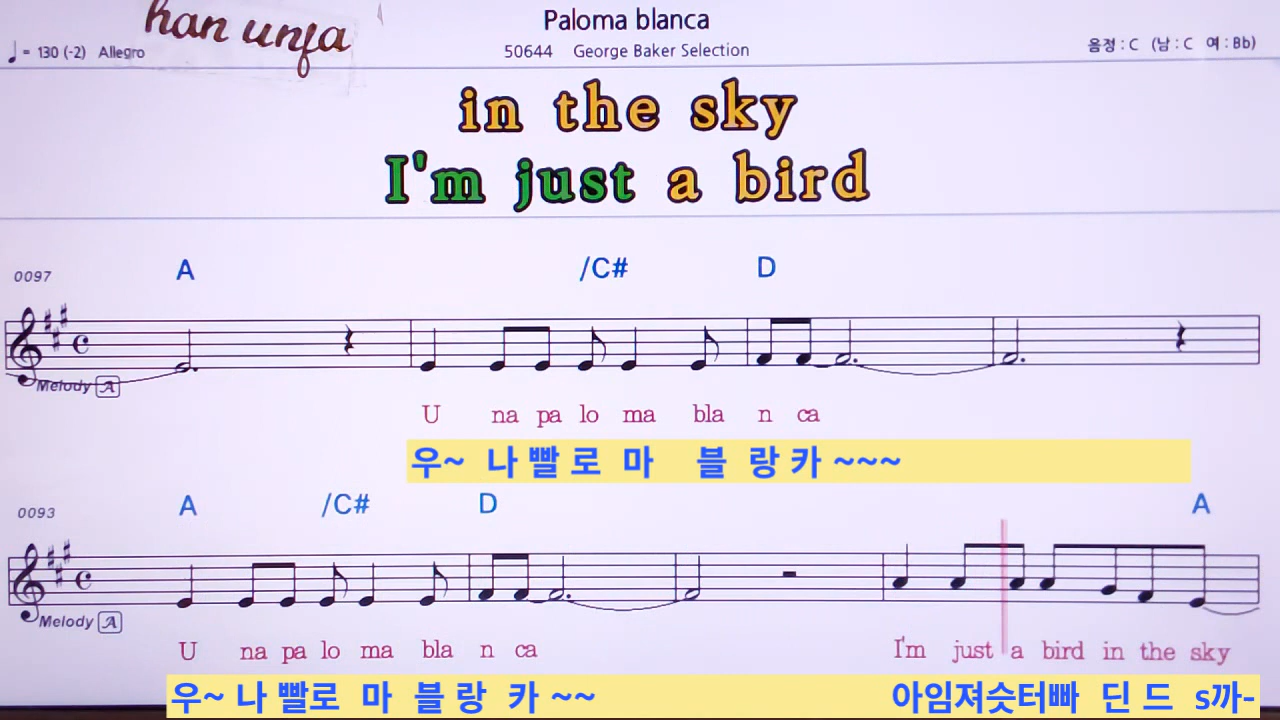 han unja
Paloma blanca
♩ = 130 (-2) Allegro
50644 George Baker Selection
음정 : C (남 : C 여 : Bb)
in the sky
I'm just a bird
0097
A /C# D
Melody A
U na pa lo ma bla n ca
우~ 나 빨 로 마 블 랑 카 ~~~
0093
A /C# D A
Melody A
U na pa lo ma bla n ca I'm just a bird in the sky
우~ 나 빨로 마 블 랑 카 ~~ 아임져슷터빠 딘 드 s까-